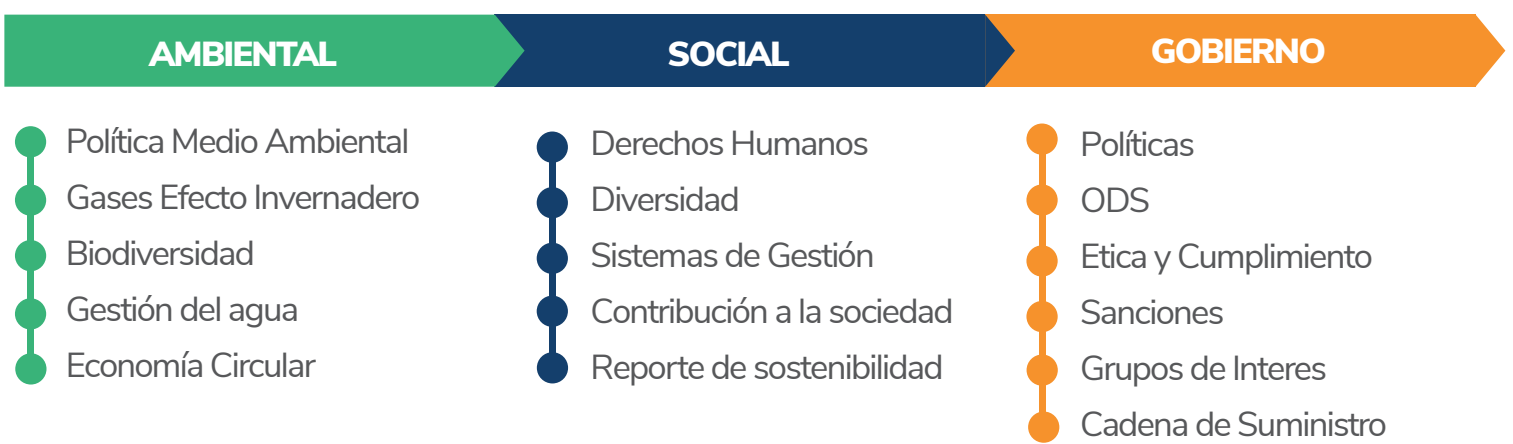 AMBIENTAL
Política Medio Ambiental
Gases Efecto Invernadero
Biodiversidad
Gestión del agua
Economía Circular
SOCIAL
Derechos Humanos
Diversidad
Sistemas de Gestión
Contribución a la sociedad
Reporte de sostenibilidad
GOBIERNO
Políticas
ODS
Etica y Cumplimiento
Sanciones
Grupos de Interes
Cadena de Suministro